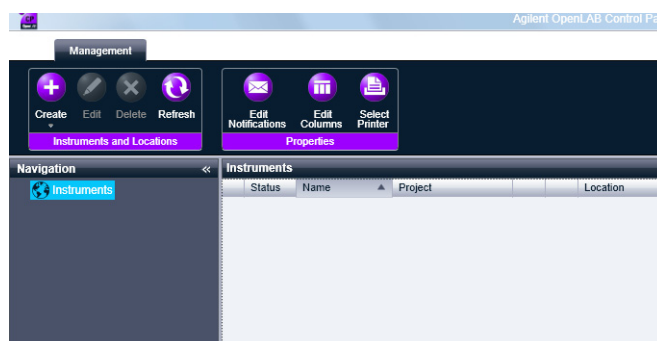 CP
Agilent OpenLAB Control Pa
Management
Create Edit Delete Refresh
Instruments and Locations
Edit Notifications
Edit Columns
Select Printer
Properties
Navigation «
Instruments
Instruments
Status Name Project Location